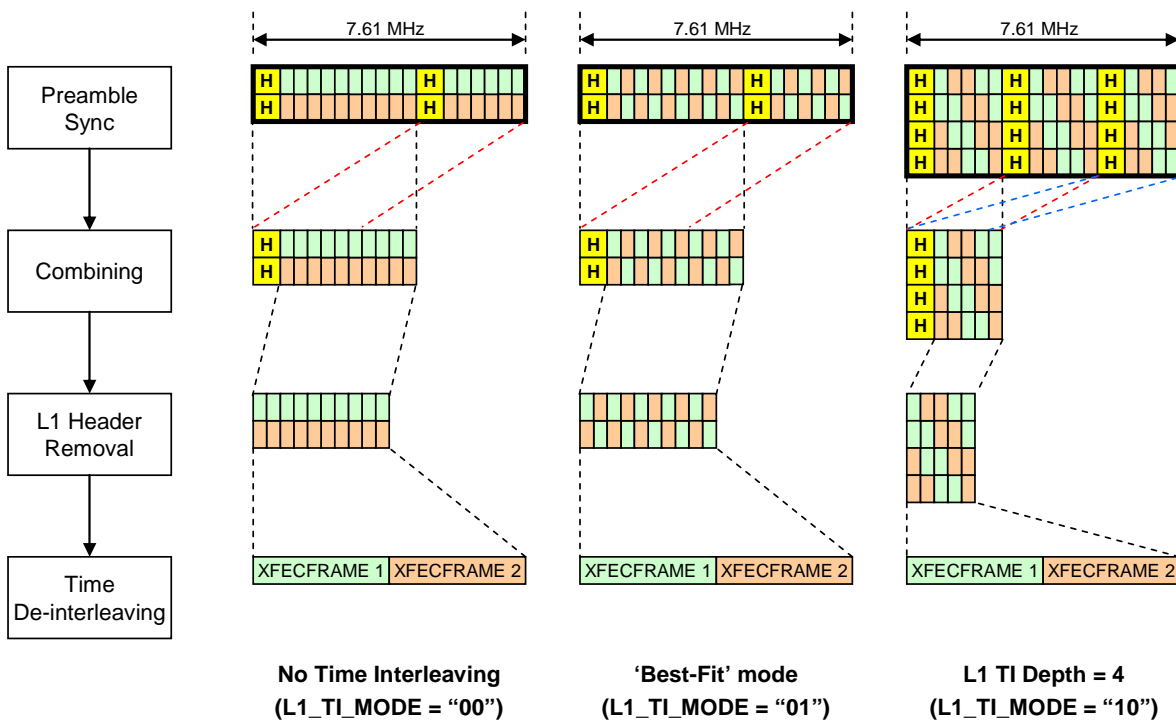 7.61 MHz 7.61 MHz 7.61 MHz
Preamble
Sync
H H H H H H H
H H H H H H H
H H H
H H H
Combining
H H H
H H H
H
H
L1 Header
Removal
Time
De-interleaving
XFECFRAME 1 XFECFRAME 2 XFECFRAME 1 XFECFRAME 2 XFECFRAME 1 XFECFRAME 2
No Time Interleaving
(L1_TI_MODE = “00”)
‘Best-Fit’ mode
(L1_TI_MODE = “01”)
L1 TI Depth = 4
(L1_TI_MODE = “10”)